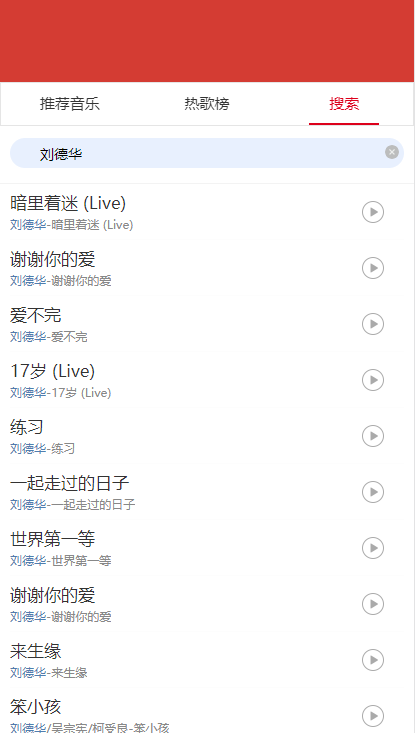 推荐音乐 热歌榜 搜索
刘德华
暗里着迷 (Live)
刘德华-暗里着迷 (Live)
谢谢你的爱
刘德华-谢谢你的爱
爱不完
刘德华-爱不完
17岁 (Live)
刘德华-17岁 (Live)
练习
刘德华-练习
一起走过的日子
刘德华-一起走过的日子
世界第一等
刘德华-世界第一等
谢谢你的爱
刘德华-谢谢你的爱
来生缘
刘德华-来生缘
笨小孩
刘德华/吴宗宪/柯受良-笨小孩